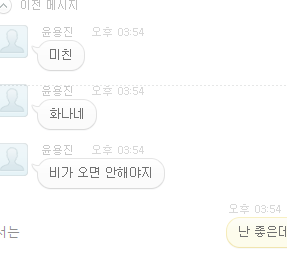 이전 메시지
윤용진 오후 03:54
미친
윤용진 오후 03:54
화나네
윤용진 오후 03:54
비가 오면 안해야지
오후 03:54
서는
난 좋은데